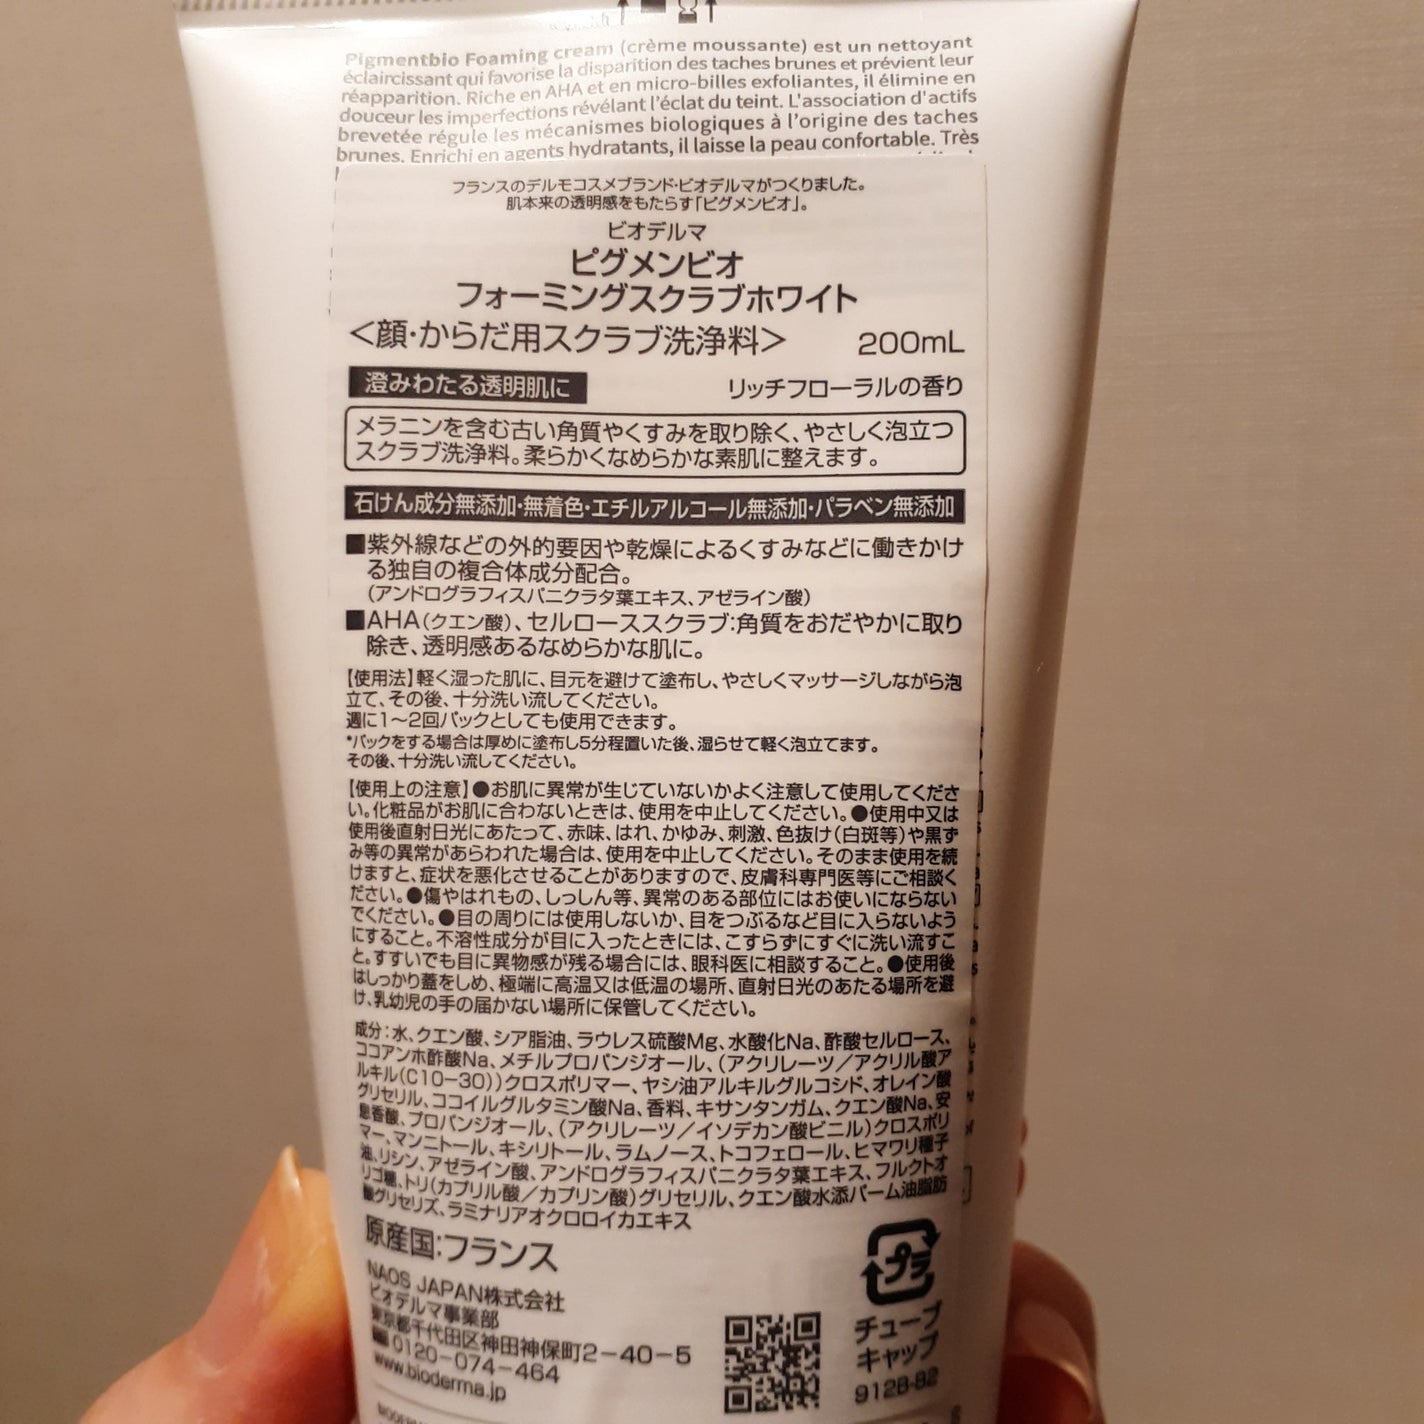 Pigmentbio Foaming cream (crème moussante) est un nettoyant
éclaircissant qui favorise la disparition des taches brunes et prévient leur
réapparition. Riche en AHA et en micro-billes exfoliantes, il élimine en
douceur les imperfections révélant l'éclat du teint. L'association d'actifs
brevetée régule les mécanismes biologiques à l'origine des taches
brunes. Enrichi en agents hydratants, il laisse la peau confortable. Très
フランスのデルモコスメブランド・ビオデルマがつくりました。
肌本来の透明感をもたらす「ピグメンビオ」。
ビオデルマ
ピグメンビオ
フォーミングスクラブホワイト
＜顔・からだ用スクラブ洗浄料＞ 200mL
澄みわたる透明肌に リッチフローラルの香り
メラニンを含む古い角質やくすみを取り除く、やさしく泡立つ
スクラブ洗浄料。柔らかくなめらかな素肌に整えます。
石けん成分無添加・無着色・エチルアルコール無添加・パラベン無添加
■紫外線などの外的要因や乾燥によるくすみなどに働きかけ
る独自の複合体成分配合。
（アンドログラフィスパニクラタ葉エキス、アゼライン酸）
■AHA（クエン酸）、セルローススクラブ：角質をおだやかに取り
除き、透明感あるなめらかな肌に。
【使用法】軽く湿った肌に、目元を避けて塗布し、やさしくマッサージしながら泡
立て、その後、十分洗い流してください。
週に1〜2回パックとしても使用できます。
*パックをする場合は厚めに塗布し5分程置いた後、湿らせて軽く泡立てます。
その後、十分洗い流してください。
【使用上の注意】●お肌に異常が生じていないかよく注意して使用してくださ
い。化粧品がお肌に合わないときは、使用を中止してください。●使用中又は
使用後直射日光にあたって、赤味、はれ、かゆみ、刺激、色抜け（白斑等）や黒ず
み等の異常があらわれた場合は、使用を中止してください。そのまま使用を続
けますと、症状を悪化させることがありますので、皮膚科専門医等にご相談く
ださい。●傷やはれもの、しっしん等、異常のある部位にはお使いにならない
でください。●目の周りには使用しないか、目をつぶるなど目に入らないよう
にすること。不溶性成分が目に入ったときには、こすらずにすぐに洗い流すこ
と。すすいでも目に異物感が残る場合には、眼科医に相談すること。●使用後
はしっかり蓋をしめ、極端に高温又は低温の場所、直射日光のあたる場所を避
け、乳幼児の手の届かない場所に保管してください。
成分：水、クエン酸、シア脂油、ラウレス硫酸Mg、水酸化Na、酢酸セルロース、
ココアンホ酢酸Na、メチルプロパンジオール、（アクリレーツ／アクリル酸ア
ルキル（C10－30））クロスポリマー、ヤシ油アルキルグルコシド、オレイン酸
グリセリル、ココイルグルタミン酸Na、香料、キサンタンガム、クエン酸Na、安
息香酸、プロパンジオール、（アクリレーツ／イソデカン酸ビニル）クロスポリ
マー、マンニトール、キシリトール、ラムノース、トコフェロール、ヒマワリ種子
油、リシン、アゼライン酸、アンドログラフィスパニクラタ葉エキス、フルクトオ
リゴ糖、トリ（カプリル酸／カプリン酸）グリセリル、クエン酸水添パーム油脂肪
酸グリセリズ、ラミナリアオクロロイカエキス
原産国：フランス
NAOS JAPAN株式会社
ビオデルマ事業部
東京都千代田区神田神保町2－40－5
0120－074－464
www.bioderma.jp
プラ
チューブ
キャップ
912B-B2